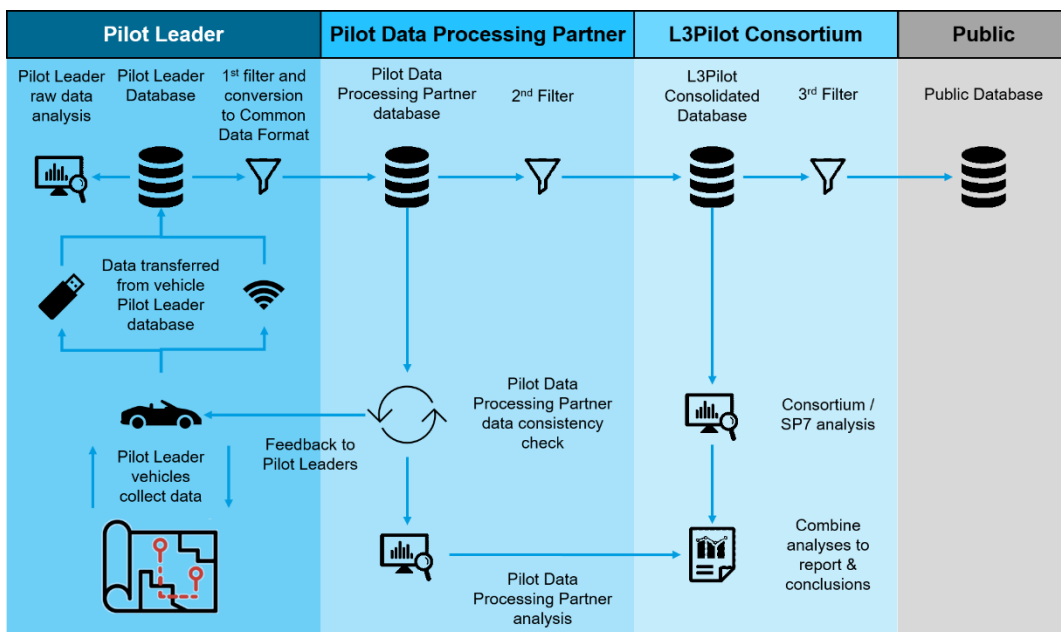 Pilot Leader
Pilot Data Processing Partner
L3Pilot Consortium
Public
Pilot Leader
raw data
analysis
Pilot Leader
Database
1st filter and
conversion
to Common
Data Format
Pilot Data
Processing Partner
database
2nd Filter
L3Pilot
Consolidated
Database
3rd Filter
Public Database
Data transferred
from vehicle
Pilot Leader
database
Pilot Data
Processing Partner
data consistency
check
Consortium /
SP7 analysis
Feedback to
Pilot Leaders
Pilot Leader
vehicles
collect data
Combine
analyses to
report &
conclusions
Pilot Data
Processing Partner
analysis